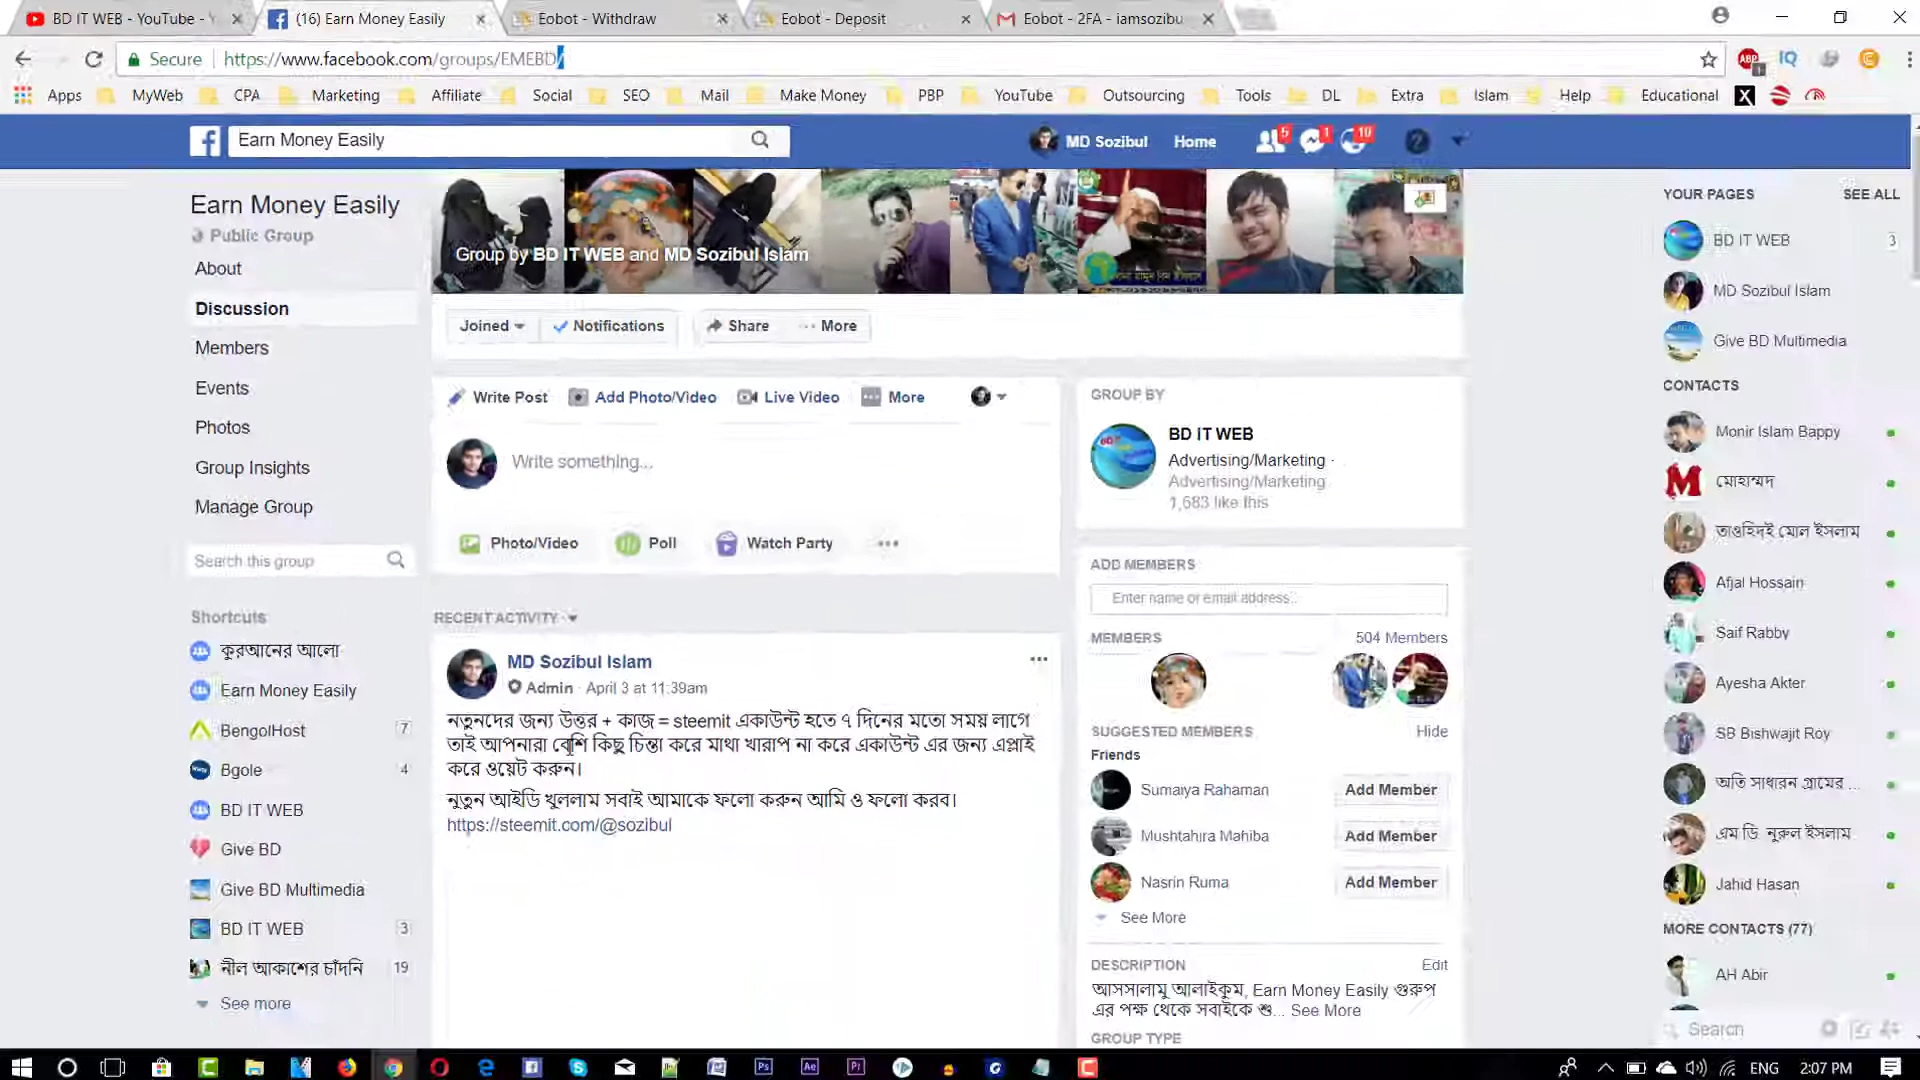 BD IT WEB - YouTube -
(16) Earn Money Easily
Eobot - Withdraw
Eobot - Deposit
Eobot - 2FA - iamsozibu
Secure
https://www.facebook.com/groups/EMEBD/
Apps
MyWeb
CPA
Marketing
Affiliate
Social
SEO
Mail
Make Money
PBP
YouTube
Outsourcing
Tools
DL
Extra
Islam
Help
Educational
Earn Money Easily
MD Sozibul
Home
5
1
10
Earn Money Easily
Public Group
About
Discussion
Members
Events
Photos
Group Insights
Manage Group
Search this group
Shortcuts
কুরআনের আলো
Earn Money Easily
BengolHost 7
Bgole 4
BD IT WEB
Give BD
Give BD Multimedia
BD IT WEB 3
নীল আকাশের চাঁদনি 19
See more
Group by BD IT WEB and MD Sozibul Islam
Joined
Notifications
Share
More
Write Post
Add Photo/Video
Live Video
More
Write something...
Photo/Video
Poll
Watch Party
RECENT ACTIVITY
MD Sozibul Islam
Admin · April 3 at 11:39am
নতুনদের জন্য উত্তর + কাজ = steemit একাউন্ট হতে ৭ দিনের মতো সময় লাগে
তাই আপনারা বেশি কিছু চিন্তা করে মাথা খারাপ না করে একাউন্ট এর জন্য এপ্লাই
করে ওয়েট করুন।
নুতুন আইডি খুললাম সবাই আমাকে ফলো করুন আমি ও ফলো করব।
https://steemit.com/@sozibul
GROUP BY
BD IT WEB
Advertising/Marketing ·
Advertising/Marketing
1,683 like this
ADD MEMBERS
Enter name or email address..
MEMBERS
504 Members
SUGGESTED MEMBERS
Hide
Friends
Sumaiya Rahaman
Add Member
Mushtahira Mahiba
Add Member
Nasrin Ruma
Add Member
See More
DESCRIPTION
Edit
আসসালামু আলাইকুম, Earn Money Easily গুরুপ
এর পক্ষ থেকে সবাইকে শু... See More
GROUP TYPE
YOUR PAGES
SEE ALL
BD IT WEB 3
MD Sozibul Islam
Give BD Multimedia
CONTACTS
Monir Islam Bappy
মোহাম্মদ
তাওহিদই মোল ইসলাম
Afjal Hossain
Saif Rabby
Ayesha Akter
SB Bishwajit Roy
অতি সাধারন গ্রামের ...
এম ডি. নুরুল ইসলাম
Jahid Hasan
MORE CONTACTS (77)
AH Abir
Search
ENG
2:07 PM